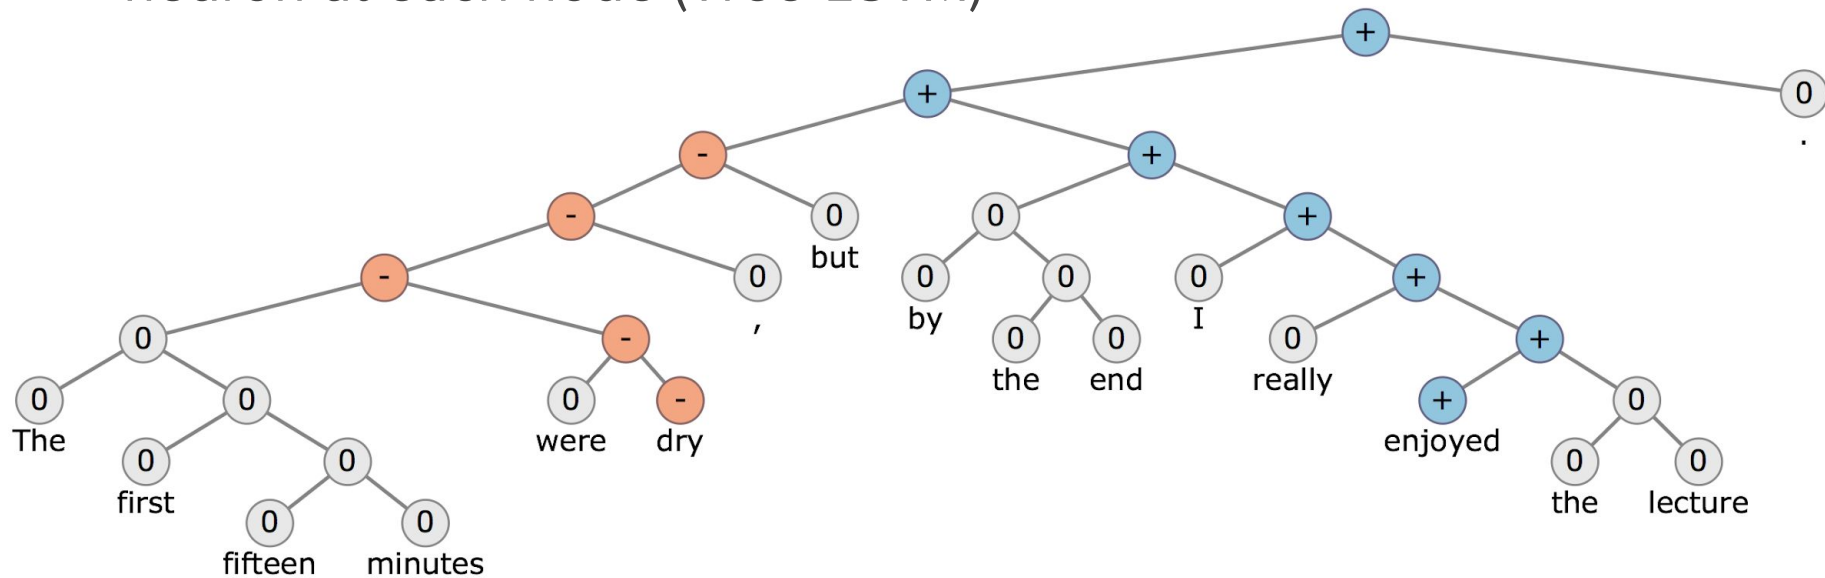 +
+ 0
.
- +
- 0 0 +
but
- 0 0 0 0 +
, by I
0 - 0 0 0 +
the end really
0 0 0 - + 0
The were dry enjoyed
0 0 0 0
first the lecture
0 0
fifteen minutes